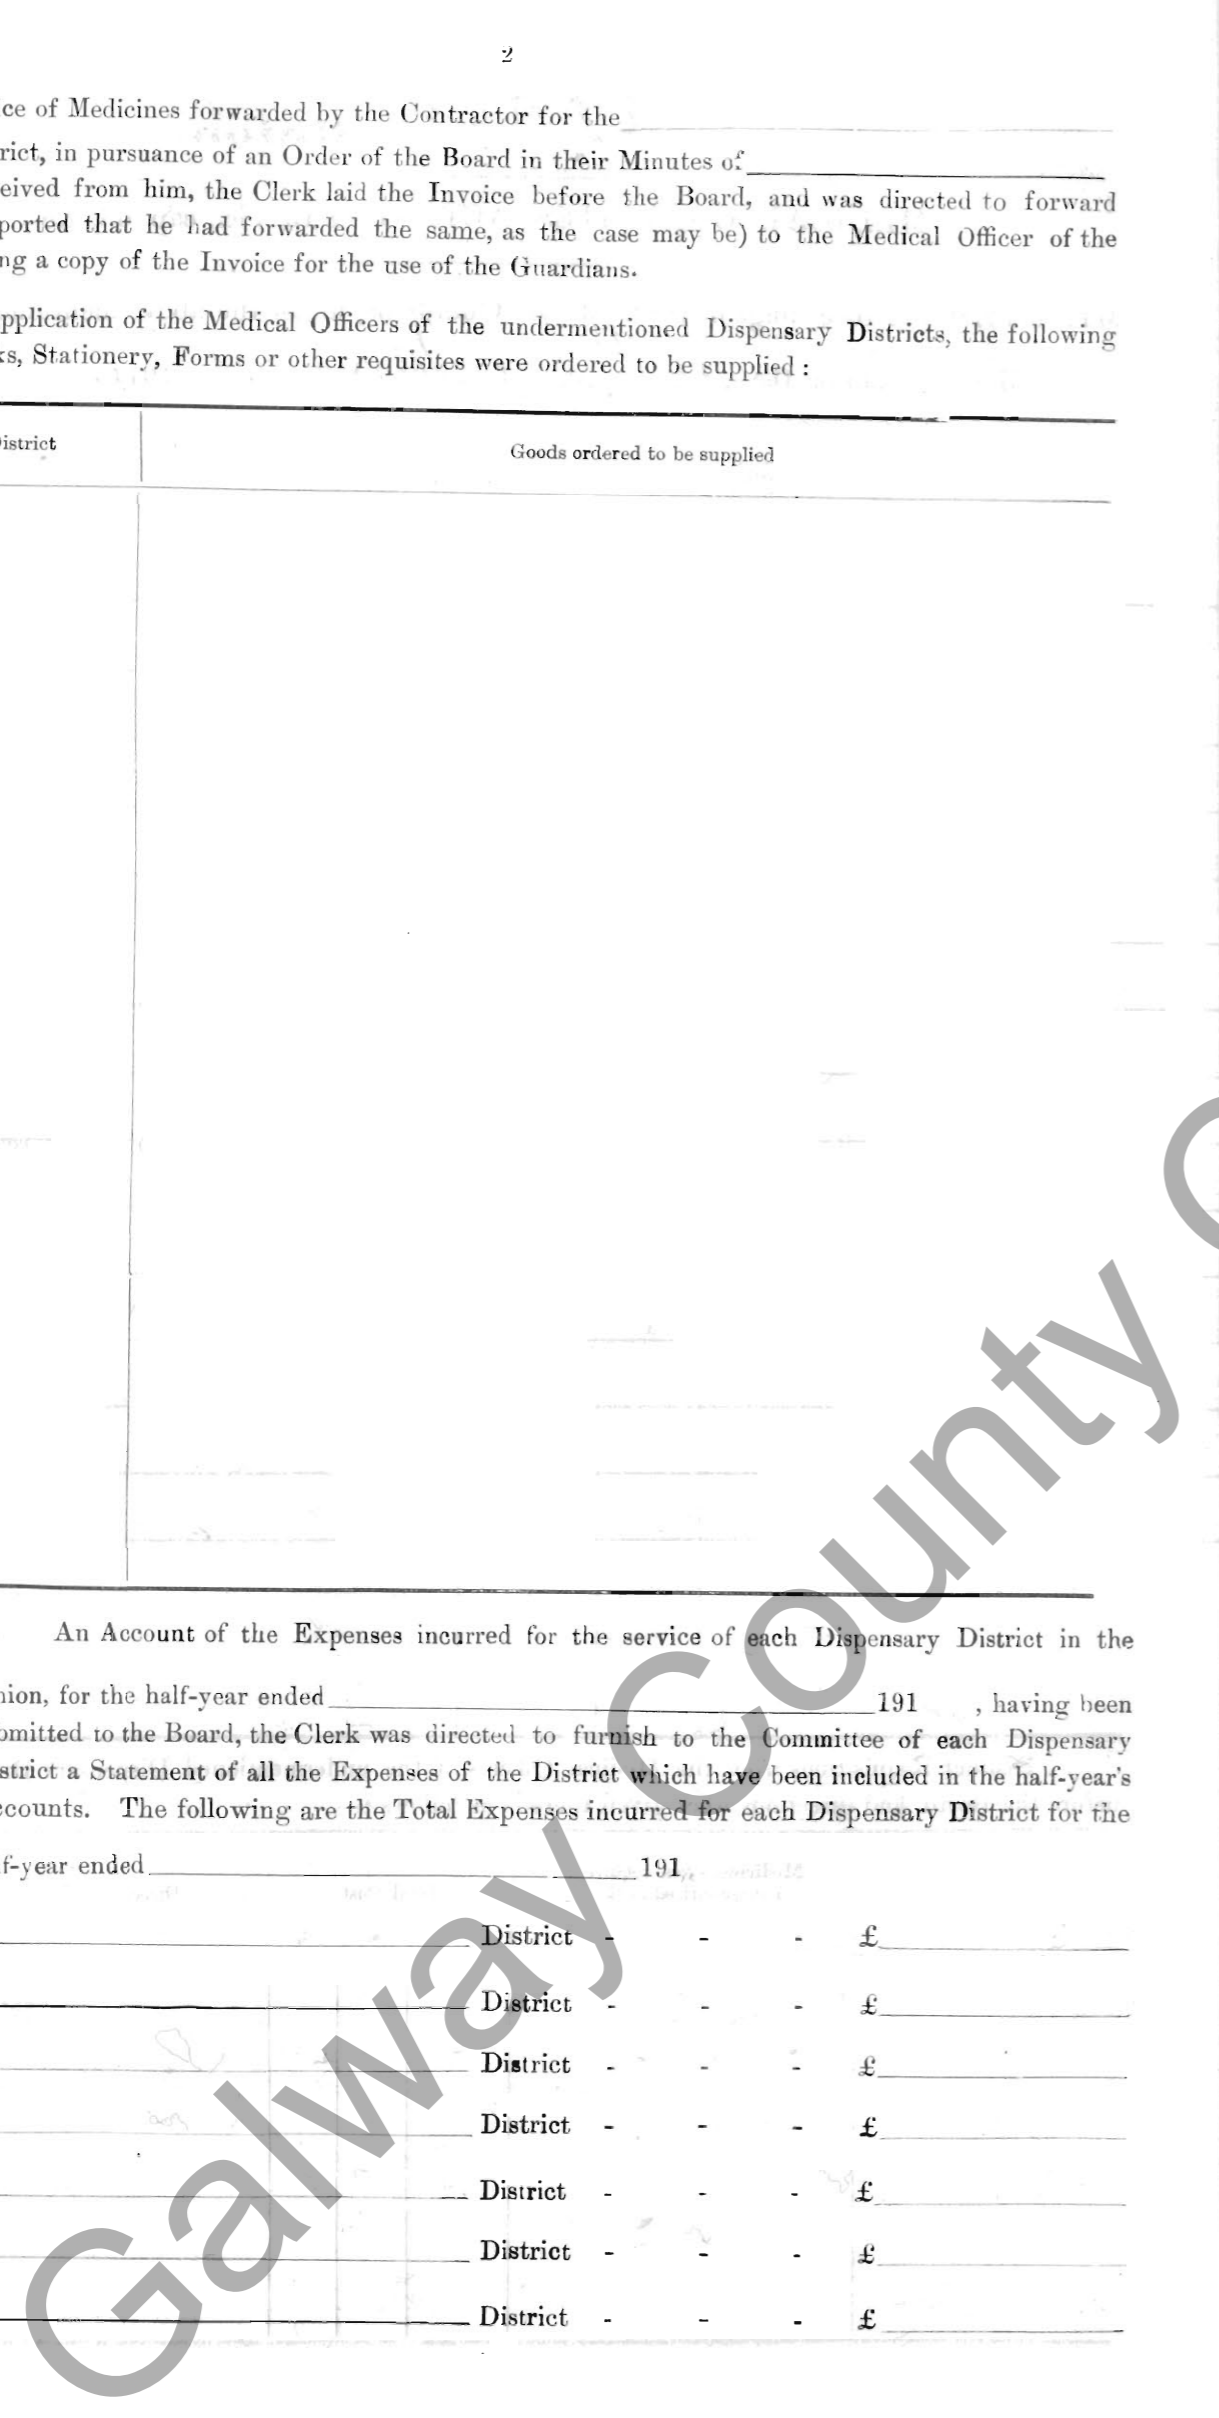 2
ce of Medicines forwarded by the Contractor for the
rict, in pursuance of an Order of the Board in their Minutes of
eived from him, the Clerk laid the Invoice before the Board, and was directed to forward
ported that he had forwarded the same, as the case may be) to the Medical Officer of the
ng a copy of the Invoice for the use of the Guardians.
pplication of the Medical Officers of the undermentioned Dispensary Districts, the following
ks, Stationery, Forms or other requisites were ordered to be supplied :
istrict Goods ordered to be supplied
An Account of the Expenses incurred for the service of each Dispensary District in the
nion, for the half-year ended 191 , having been
bmitted to the Board, the Clerk was directed to furnish to the Committee of each Dispensary
strict a Statement of all the Expenses of the District which have been included in the half-year's
ccounts. The following are the Total Expenses incurred for each Dispensary District for the
f-year ended 191
District - - - £
District - - - £
District - - - £
District - - - £
District - - - £
District - - - £
District - - - £
Galway County C